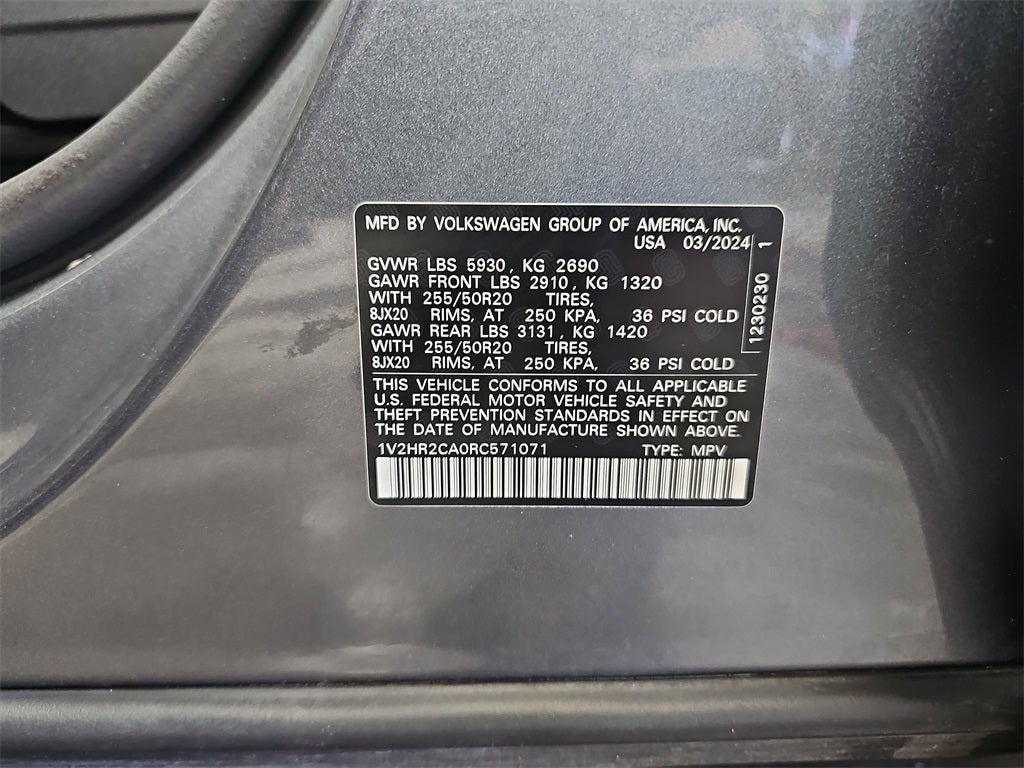 MFD BY VOLKSWAGEN GROUP OF AMERICA, INC.
USA 03/2024
GVWR LBS 5930, KG 2690
GAWR FRONT LBS 2910, KG 1320
WITH 255/50R20 TIRES,
8JX20 RIMS, AT 250 KPA, 36 PSI COLD
GAWR REAR LBS 3131, KG 1420
WITH 255/50R20 TIRES,
8JX20 RIMS, AT 250 KPA, 36 PSI COLD
THIS VEHICLE CONFORMS TO ALL APPLICABLE
U.S. FEDERAL MOTOR VEHICLE SAFETY AND
THEFT PREVENTION STANDARDS IN EFFECT ON
THE DATE OF MANUFACTURE SHOWN ABOVE.
1V2HR2CA0RC571071 TYPE: MPV
1230230 1